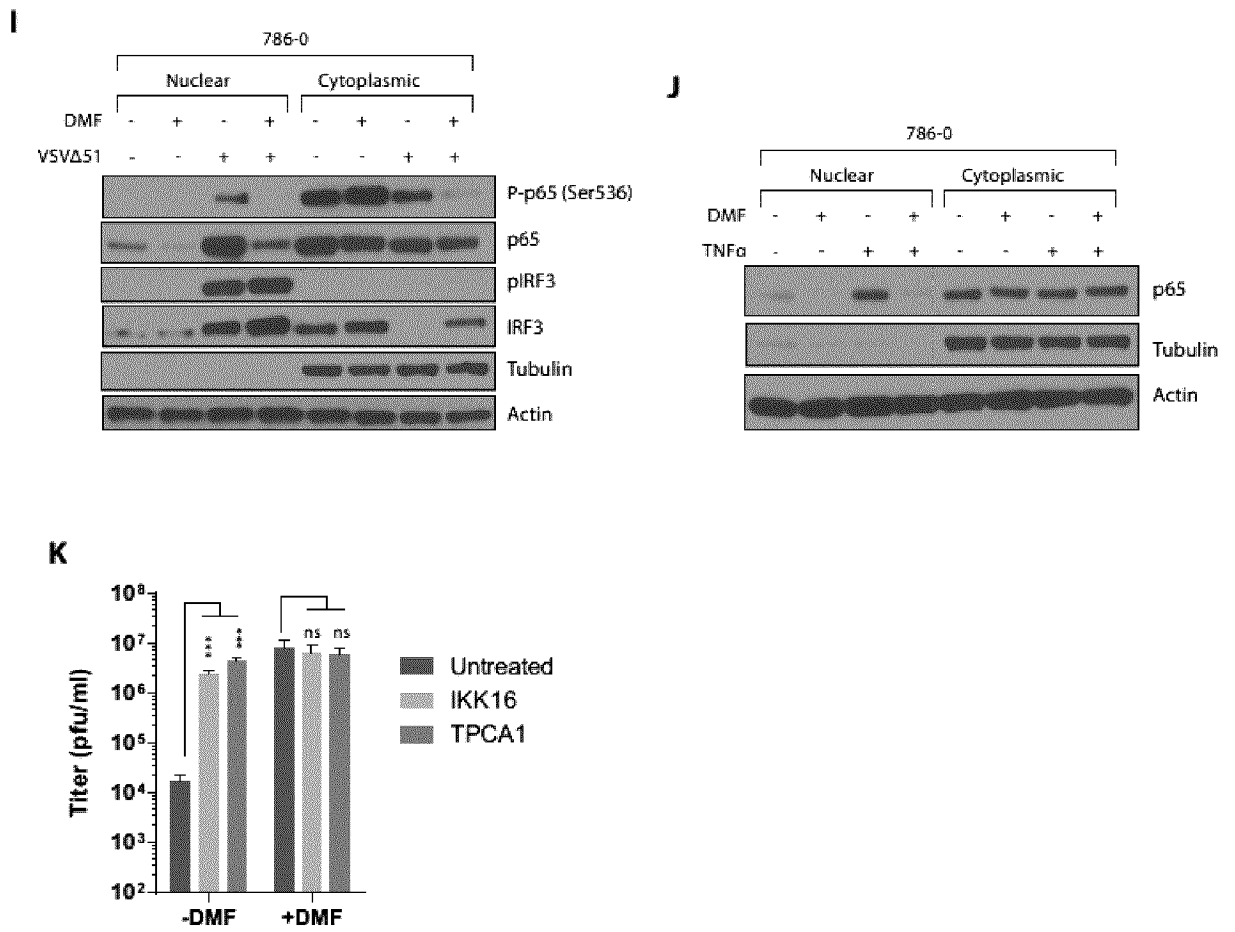 I
786-0
Nuclear Cytoplasmic
DMF - + - + - + - +
VSVΔ51 - - + + - - + +
P-p65 (Ser536)
p65
pIRF3
IRF3
Tubulin
Actin
J
786-0
Nuclear Cytoplasmic
DMF - + - + - + - +
TNFα - - + + - - + +
p65
Tubulin
Actin
K
Titer (pfu/ml)
10⁸
10⁷
10⁶
10⁵
10⁴
10³
10²
*** *** ns ns
-DMF +DMF
Untreated
IKK16
TPCA1